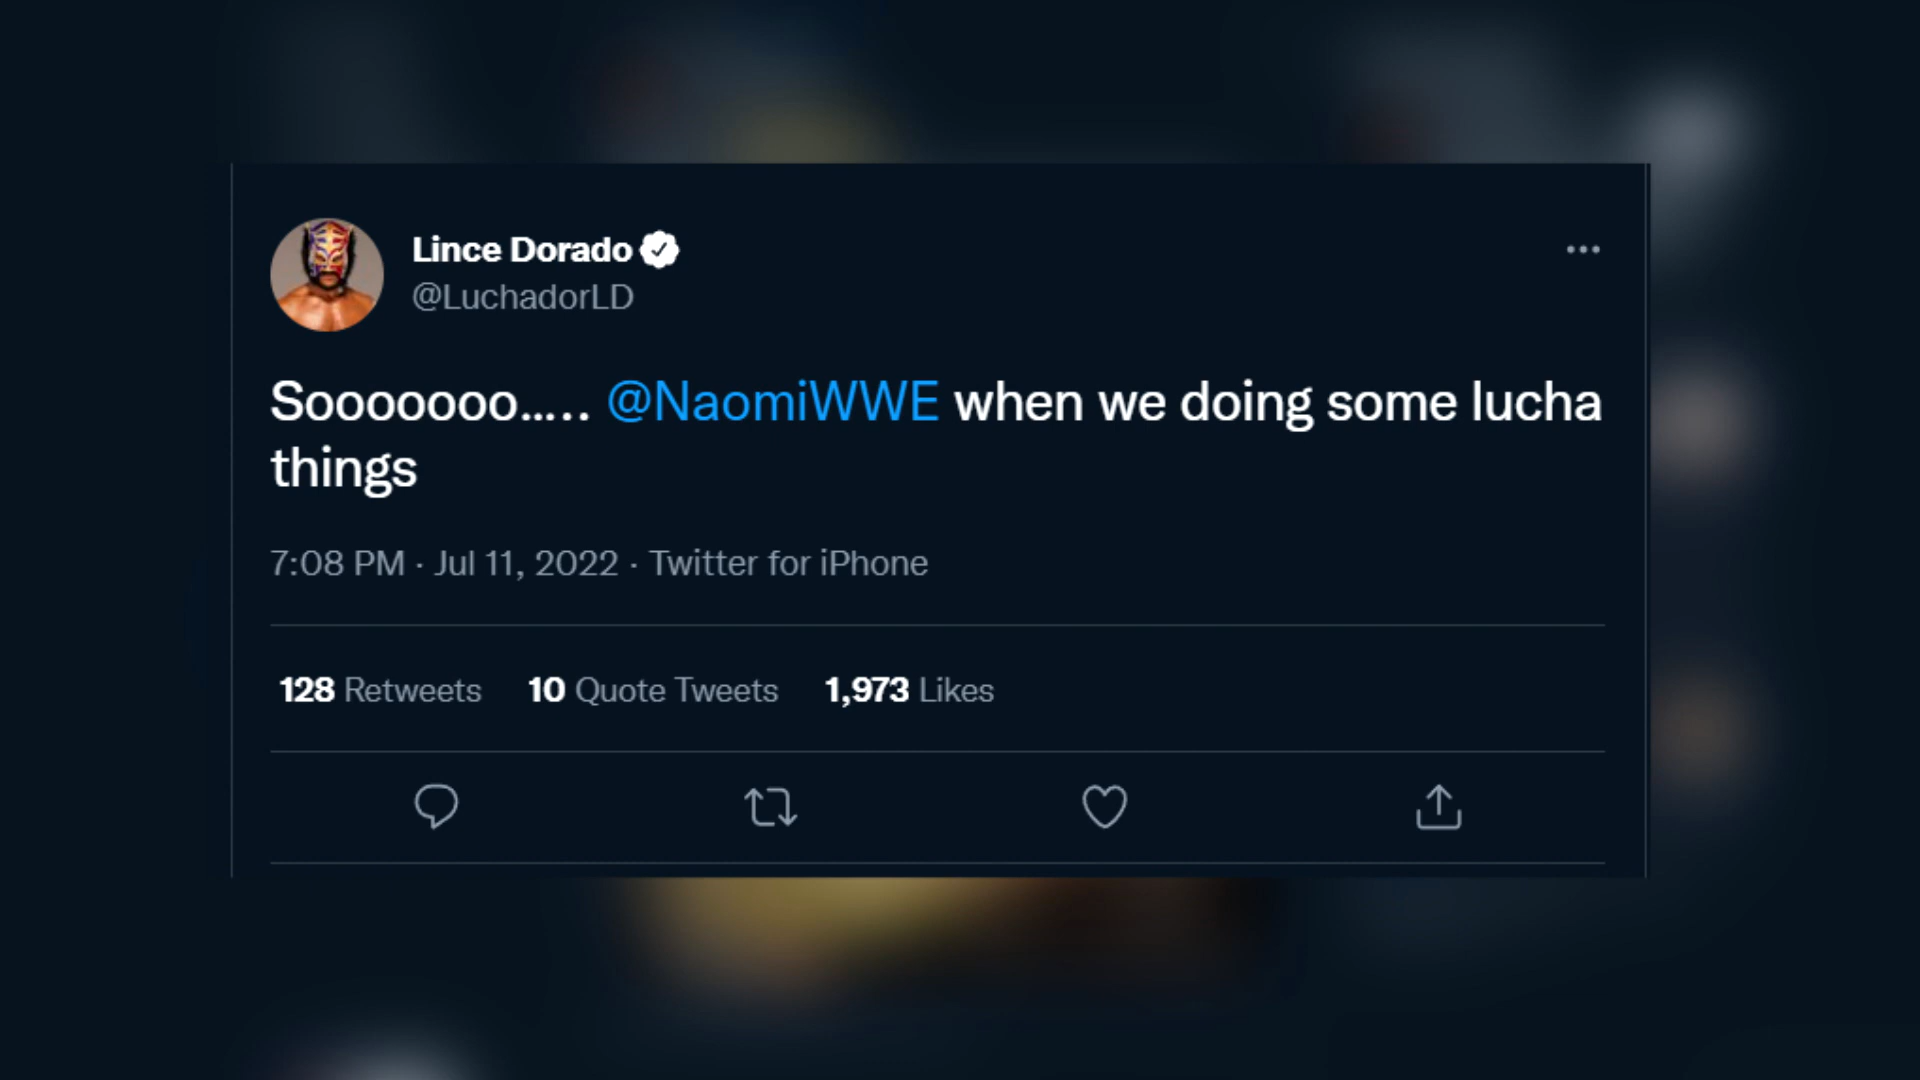 Lince Dorado
@LuchadorLD
Sooooooo..... @NaomiWWE when we doing some lucha
things
7:08 PM · Jul 11, 2022 · Twitter for iPhone
128 Retweets 10 Quote Tweets 1,973 Likes